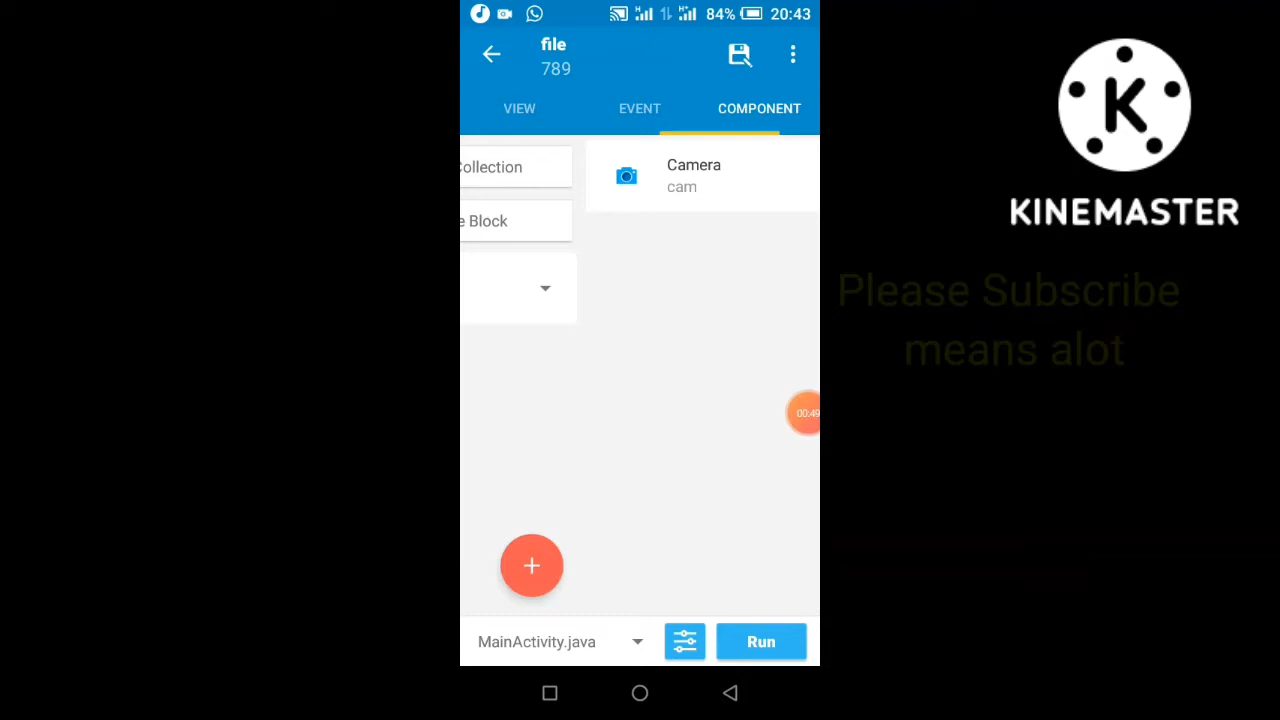 84% 20:43
file
789
VIEW EVENT COMPONENT
Collection
Camera
cam
e Block
00:49
MainActivity.java Run
K
KINEMASTER
Please Subscribe
means alot